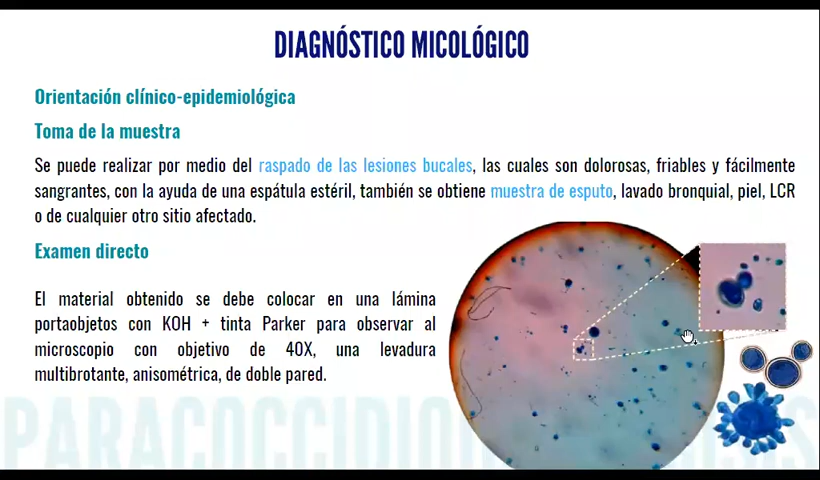 DIAGNÓSTICO MICOLÓGICO
Orientación clínico-epidemiológica
Toma de la muestra
Se puede realizar por medio del raspado de las lesiones bucales, las cuales son dolorosas, friables y fácilmente
sangrantes, con la ayuda de una espátula estéril, también se obtiene muestra de esputo, lavado bronquial, piel, LCR
o de cualquier otro sitio afectado.
Examen directo
El material obtenido se debe colocar en una lámina
portaobjetos con KOH + tinta Parker para observar al
microscopio con objetivo de 40X, una levadura
multibrotante, anisométrica, de doble pared.